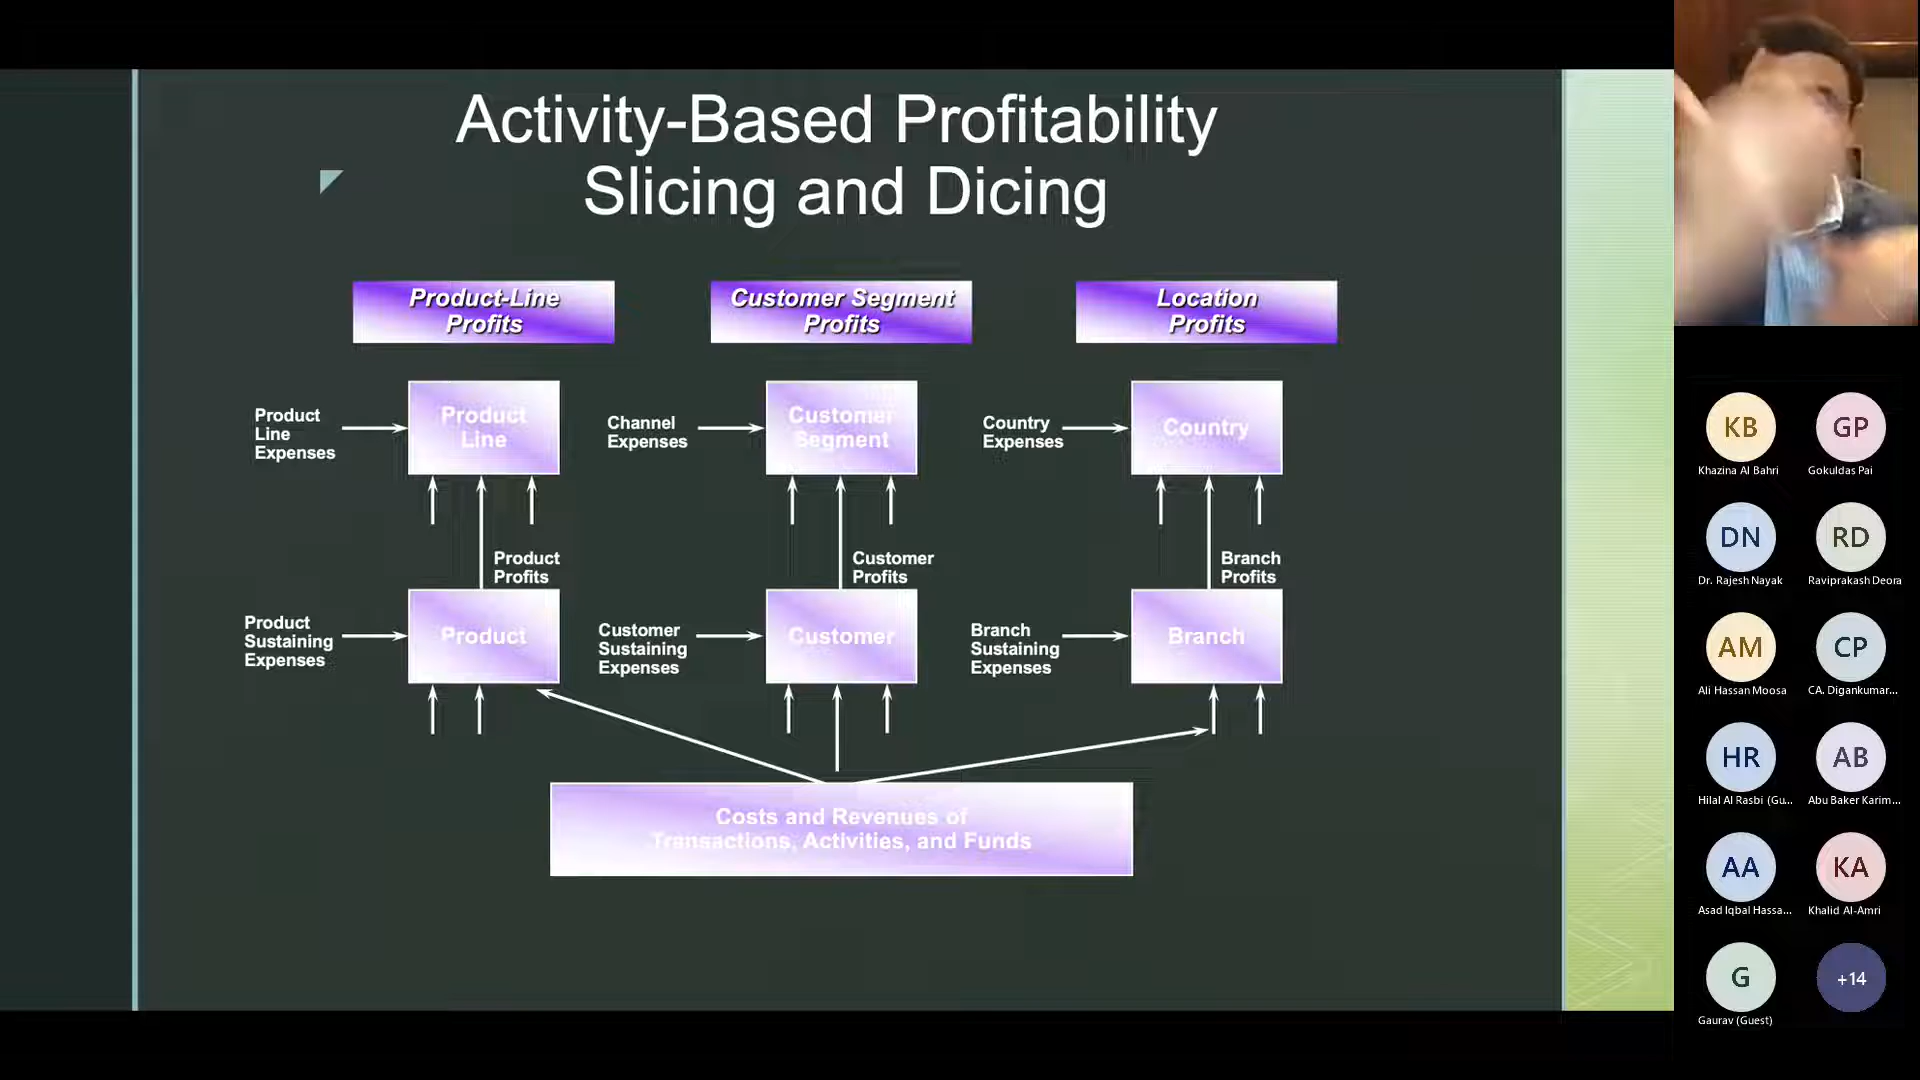 Activity-Based Profitability
Slicing and Dicing
Product-Line
Profits
Customer Segment
Profits
Location
Profits
Product
Line
Expenses
Product
Line
Channel
Expenses
Customer
Segment
Country
Expenses
Country
Product
Profits
Customer
Profits
Branch
Profits
Product
Sustaining
Expenses
Product
Customer
Sustaining
Expenses
Customer
Branch
Sustaining
Expenses
Branch
Costs and Revenues of
Transactions, Activities, and Funds
KB
Khazina Al Bahri
GP
Gokuldas Pai
DN
Dr. Rajesh Nayak
RD
Raviprakash Deora
AM
Ali Hassan Moosa
CP
CA. Digankumar...
HR
Hilal Al Rasbi (Gu...
AB
Abu Baker Karim...
AA
Asad Iqbal Hassa...
KA
Khalid Al-Amri
G
Gaurav (Guest)
+14